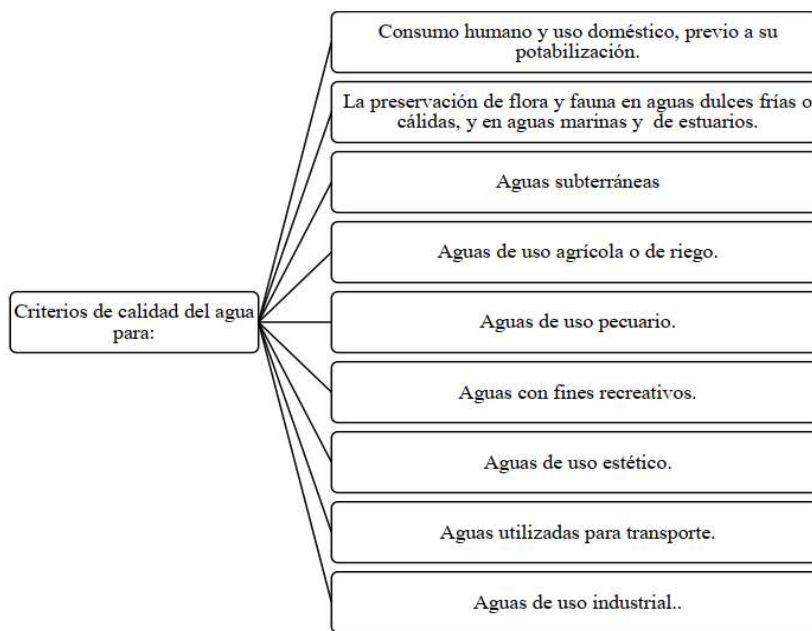 Consumo humano y uso doméstico, previo a su
potabilización.
La preservación de flora y fauna en aguas dulces frías o
cálidas, y en aguas marinas y  de estuarios.
Aguas subterráneas
Aguas de uso agrícola o de riego.
Criterios de calidad del agua
para:
Aguas de uso pecuario.
Aguas con fines recreativos.
Aguas de uso estético.
Aguas utilizadas para transporte.
Aguas de uso industrial..